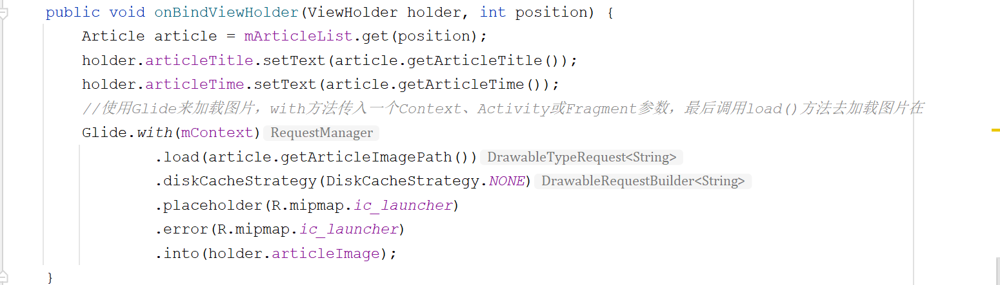 public void onBindViewHolder(ViewHolder holder, int position) {
Article article = mArticleList.get(position);
holder.articleTitle.setText(article.getArticleTitle());
holder.articleTime.setText(article.getArticleTime());
//使用Glide来加载图片，with方法传入一个Context、Activity或Fragment参数，最后调用load()方法去加载图片在
Glide.with(mContext) RequestManager
.load(article.getArticleImagePath()) DrawableTypeRequest<String>
.diskCacheStrategy(DiskCacheStrategy.NONE) DrawableRequestBuilder<String>
.placeholder(R.mipmap.ic_launcher)
.error(R.mipmap.ic_launcher)
.into(holder.articleImage);
}